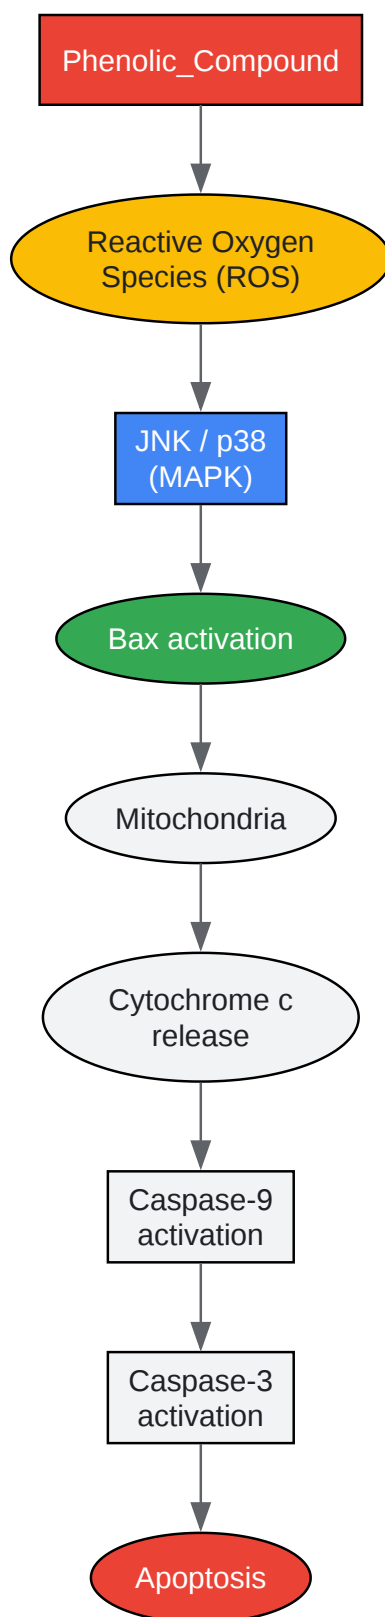 Phenolic_Compound
Reactive Oxygen
Species (ROS)
JNK / p38
(MAPK)
Bax activation
Mitochondria
Cytochrome c
release
Caspase-9
activation
Caspase-3
activation
Apoptosis